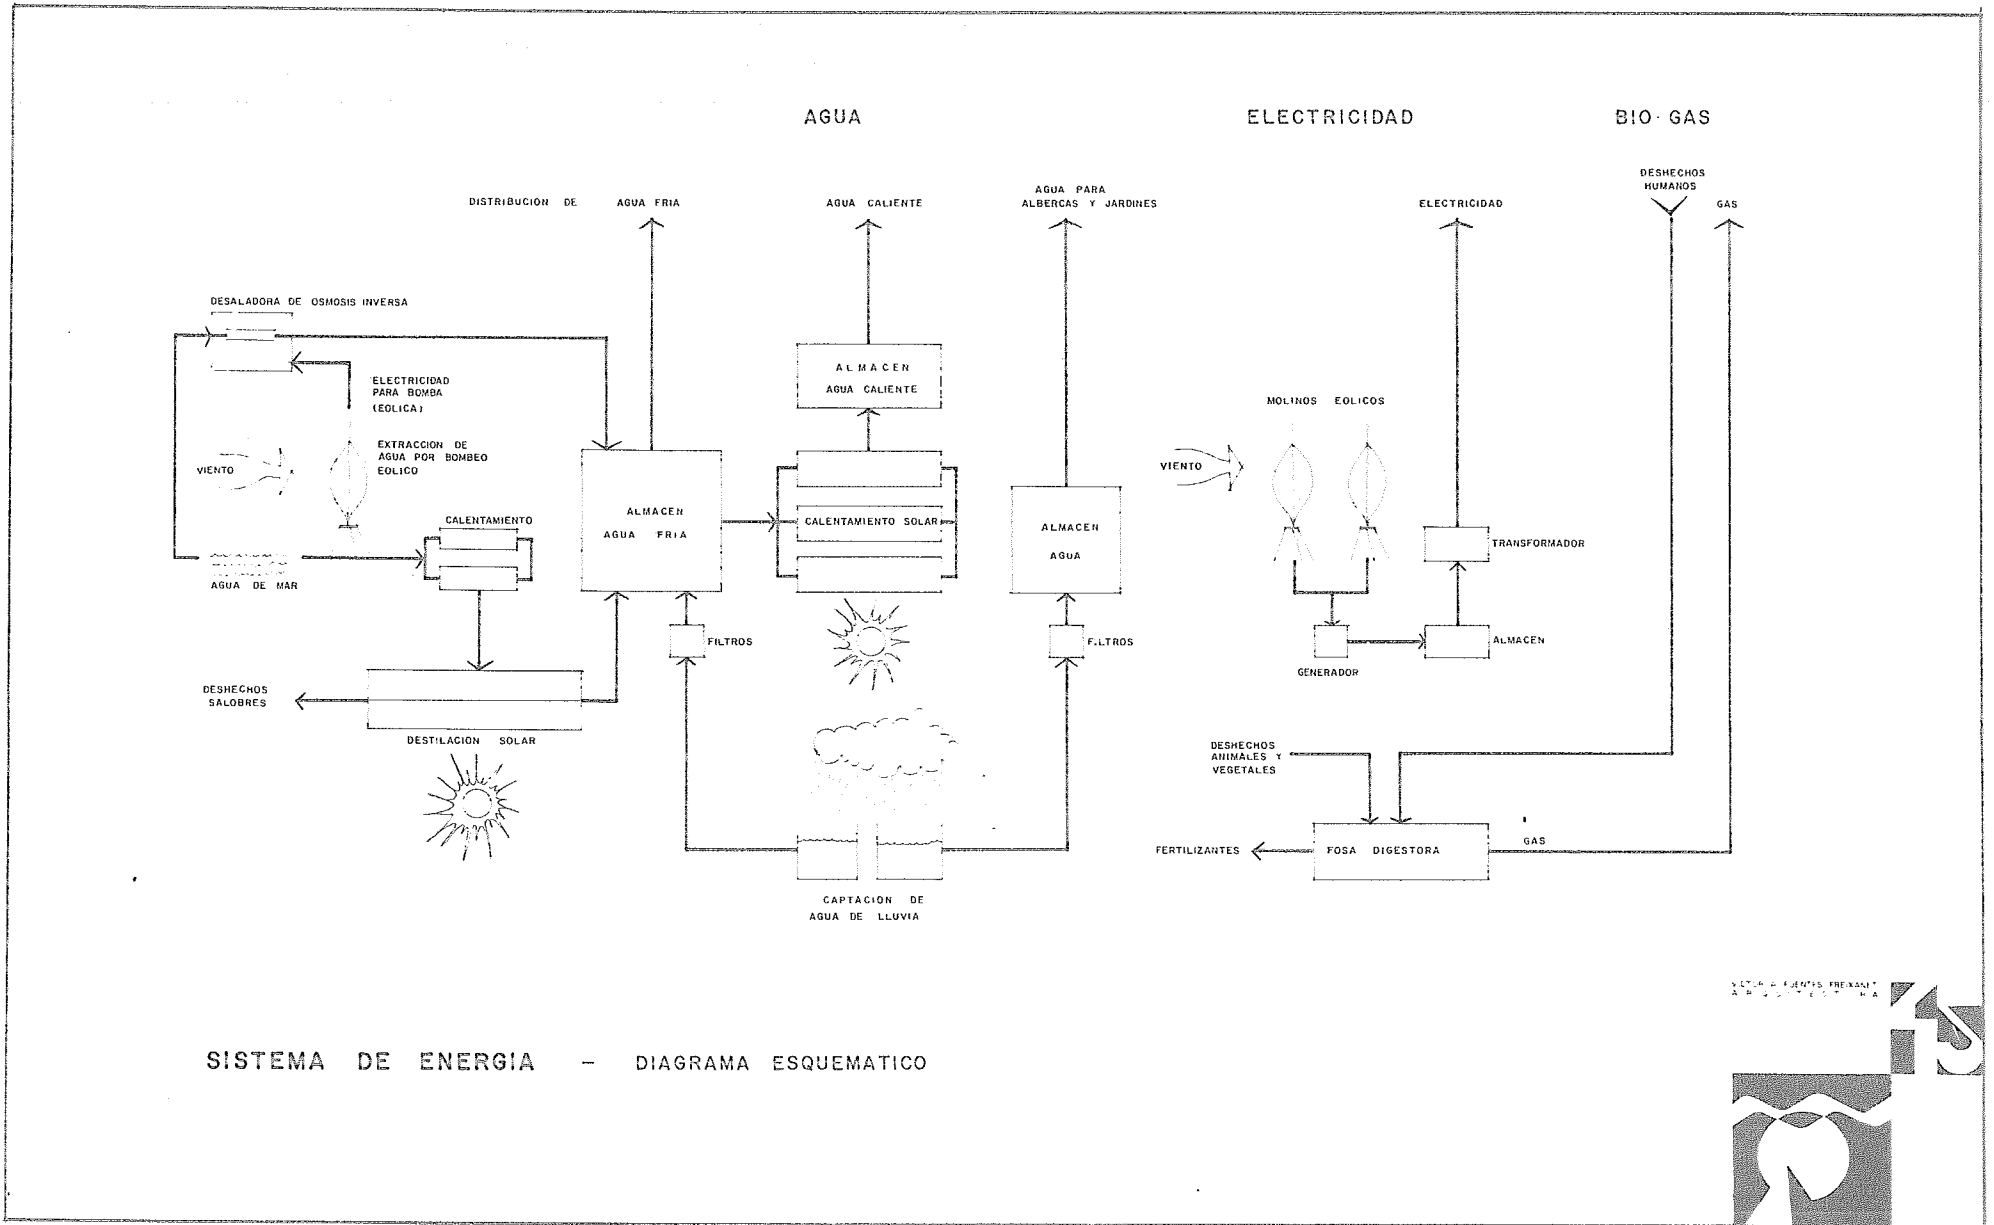 AGUA
ELECTRICIDAD
BIO-GAS
DISTRIBUCION DE AGUA FRIA
AGUA CALIENTE
AGUA PARA
ALBERCAS Y JARDINES
ELECTRICIDAD
DESHECHOS
HUMANOS
GAS
DESALADORA DE OSMOSIS INVERSA
ELECTRICIDAD
PARA BOMBA
(EOLICA)
EXTRACCION DE
AGUA POR BOMBEO
EOLICO
VIENTO
CALENTAMIENTO
AGUA DE MAR
ALMACEN
AGUA FRIA
ALMACEN
AGUA CALIENTE
CALENTAMIENTO SOLAR
ALMACEN
AGUA
FILTROS
FILTROS
DESHECHOS
SALOBRES
DESTILACION SOLAR
CAPTACION DE
AGUA DE LLUVIA
MOLINOS EOLICOS
VIENTO
TRANSFORMADOR
GENERADOR
ALMACEN
DESHECHOS
ANIMALES Y
VEGETALES
FERTILIZANTES
FOSA DIGESTORA
GAS
VICTOR A. FUENTES FREIXANET
SISTEMA DE ENERGIA - DIAGRAMA ESQUEMATICO